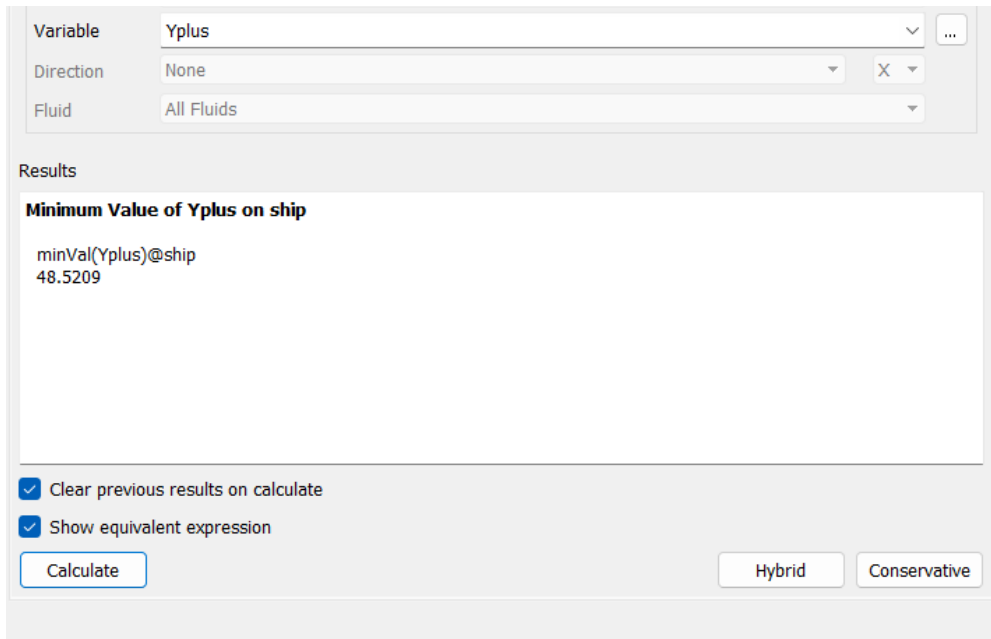 Variable Yplus ...
Direction None X
Fluid All Fluids
Results
Minimum Value of Yplus on ship
minVal(Yplus)@ship
48.5209
Clear previous results on calculate
Show equivalent expression
Calculate Hybrid Conservative